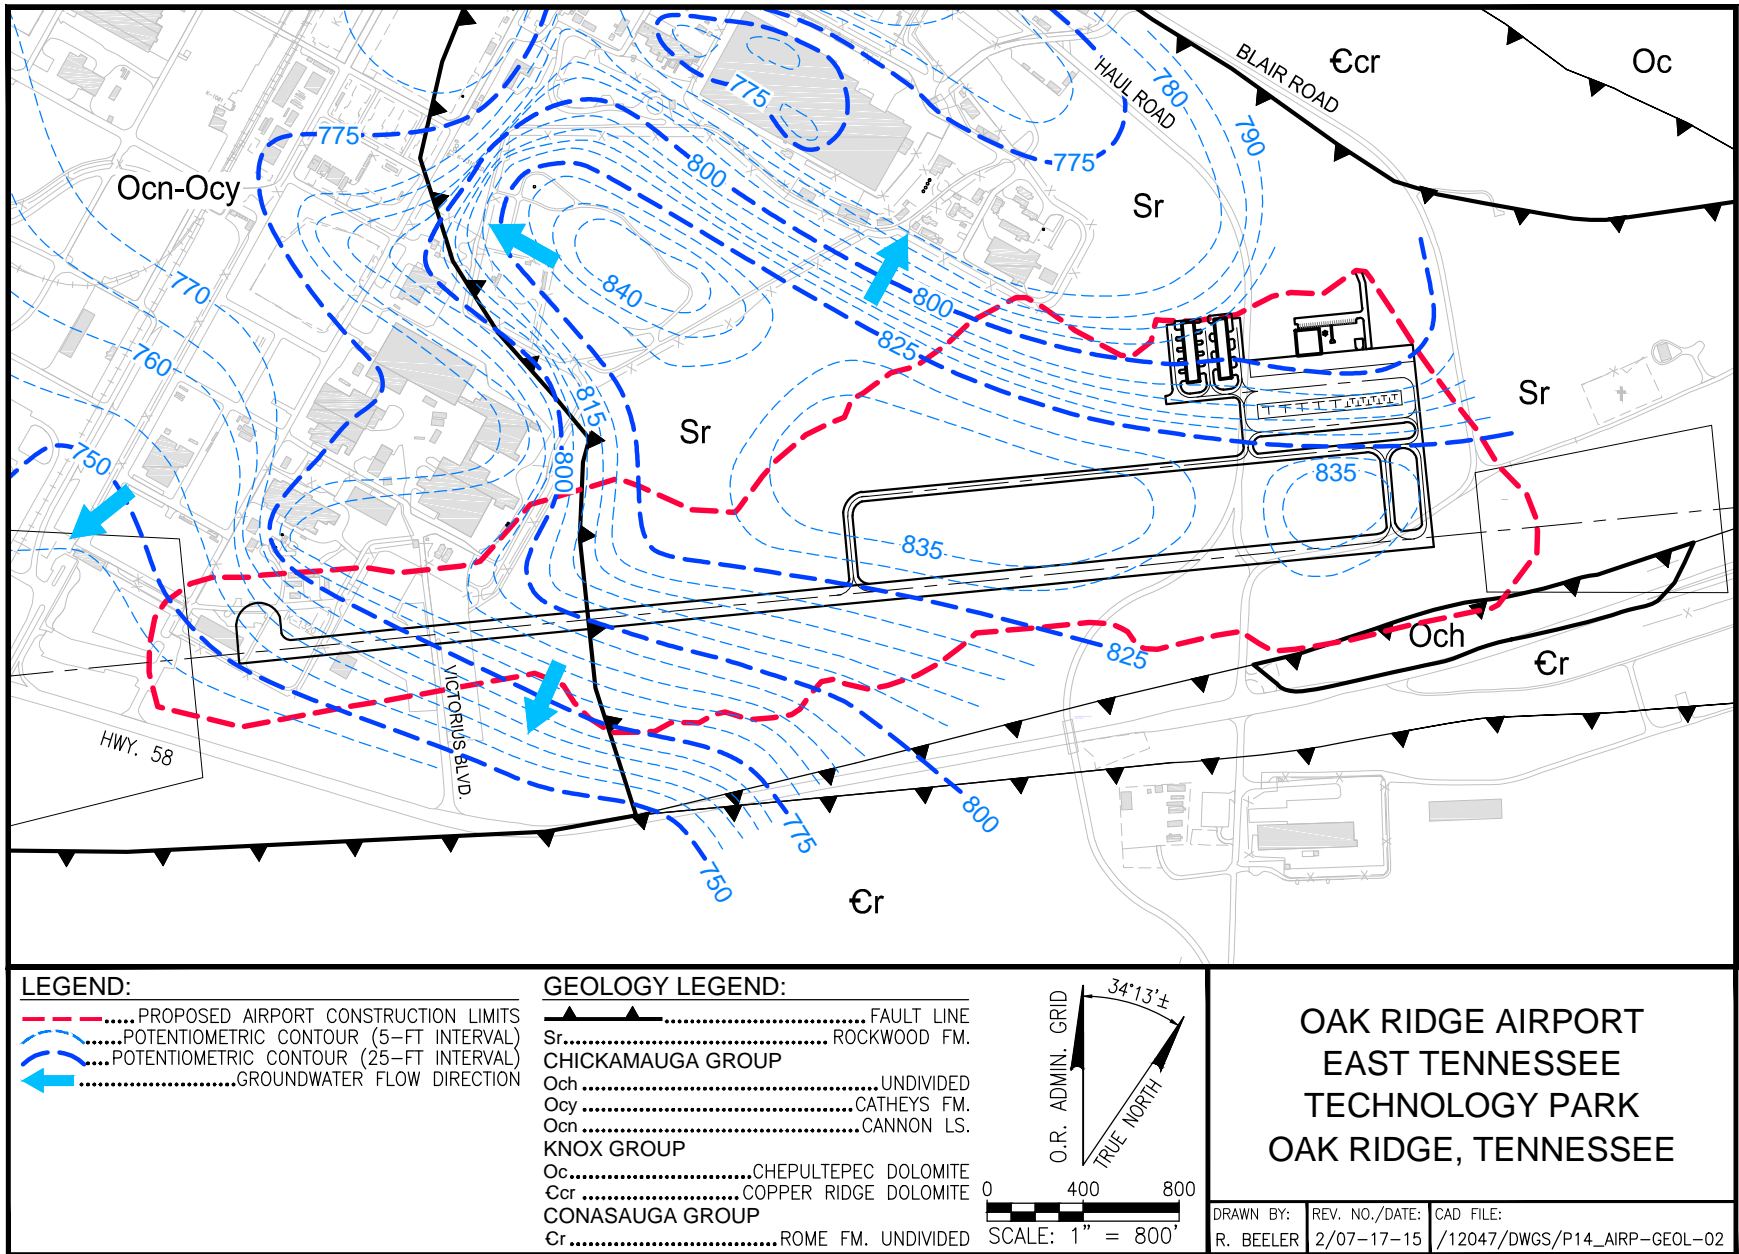 BLAIR ROAD
HAUL ROAD
Єcr
Oc
780
790
775
775
775
800
Ocn-Ocy
Sr
770
840
800
825
760
815
Sr
Sr
750
800
835
835
825
Och
Єr
HWY. 58
VICTORIUS BLVD.
800
775
750
Єr
LEGEND:
PROPOSED AIRPORT CONSTRUCTION LIMITS
POTENTIOMETRIC CONTOUR (5-FT INTERVAL)
POTENTIOMETRIC CONTOUR (25-FT INTERVAL)
GROUNDWATER FLOW DIRECTION
GEOLOGY LEGEND:
FAULT LINE
Sr ROCKWOOD FM.
CHICKAMAUGA GROUP
Och UNDIVIDED
Ocy CATHEYS FM.
Ocn CANNON LS.
KNOX GROUP
Oc CHEPULTEPEC DOLOMITE
Єcr COPPER RIDGE DOLOMITE
CONASAUGA GROUP
Єr ROME FM. UNDIVIDED
O.R. ADMIN. GRID
34°13'±
TRUE NORTH
0 400 800
SCALE: 1" = 800'
OAK RIDGE AIRPORT
EAST TENNESSEE
TECHNOLOGY PARK
OAK RIDGE, TENNESSEE
DRAWN BY:
R. BEELER
REV. NO./DATE:
2/07-17-15
CAD FILE:
/12047/DWGS/P14_AIRP-GEOL-02